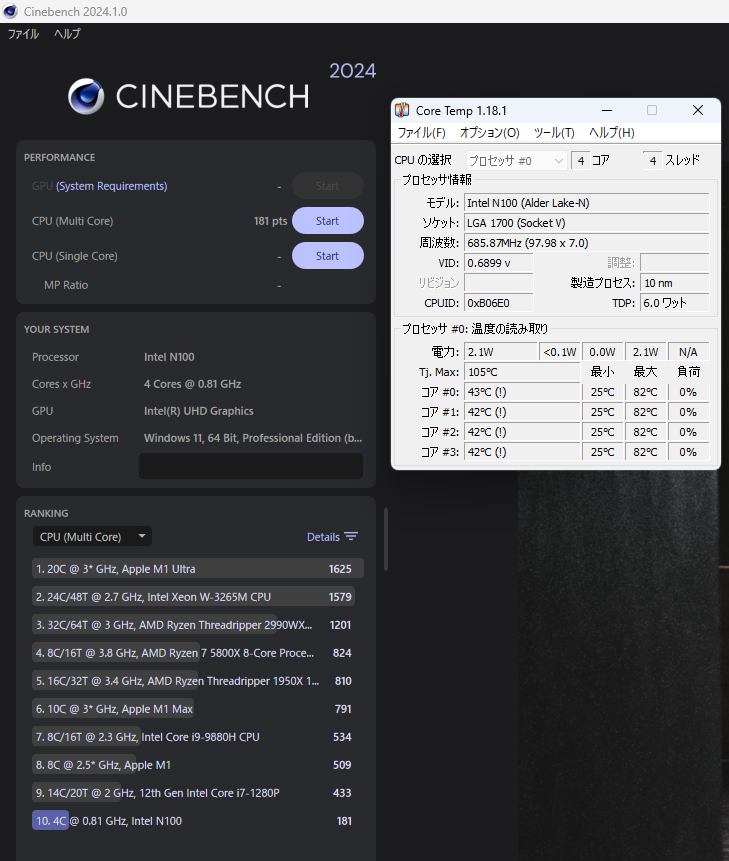 Cinebench 2024.1.0
ファイル ヘルプ
2024
CINEBENCH
PERFORMANCE
GPU (System Requirements) - Start
CPU (Multi Core) 181 pts Start
CPU (Single Core) - Start
MP Ratio -
YOUR SYSTEM
Processor Intel N100
Cores x GHz 4 Cores @ 0.81 GHz
GPU Intel(R) UHD Graphics
Operating System Windows 11, 64 Bit, Professional Edition (b...
Info
RANKING
CPU (Multi Core) Details
1. 20C @ 3* GHz, Apple M1 Ultra 1625
2. 24C/48T @ 2.7 GHz, Intel Xeon W-3265M CPU 1579
3. 32C/64T @ 3 GHz, AMD Ryzen Threadripper 2990WX... 1201
4. 8C/16T @ 3.8 GHz, AMD Ryzen 7 5800X 8-Core Proce... 824
5. 16C/32T @ 3.4 GHz, AMD Ryzen Threadripper 1950X 1... 810
6. 10C @ 3* GHz, Apple M1 Max 791
7. 8C/16T @ 2.3 GHz, Intel Core i9-9880H CPU 534
8. 8C @ 2.5* GHz, Apple M1 509
9. 14C/20T @ 2 GHz, 12th Gen Intel Core i7-1280P 433
10. 4C @ 0.81 GHz, Intel N100 181
Core Temp 1.18.1
ファイル(F) オプション(O) ツール(T) ヘルプ(H)
CPU の選択 プロセッサ #0 4 コア 4 スレッド
プロセッサ情報
モデル: Intel N100 (Alder Lake-N)
ソケット: LGA 1700 (Socket V)
周波数: 685.87MHz (97.98 x 7.0)
VID: 0.6899 v 調整:
リビジョン 製造プロセス: 10 nm
CPUID: 0xB06E0 TDP: 6.0 ワット
プロセッサ #0: 温度の読み取り
電力: 2.1W <0.1W 0.0W 2.1W N/A
Tj. Max: 105℃ 最小 最大 負荷
コア #0: 43℃ (!) 25℃ 82℃ 0%
コア #1: 42℃ (!) 25℃ 82℃ 0%
コア #2: 42℃ (!) 25℃ 82℃ 0%
コア #3: 42℃ (!) 25℃ 82℃ 0%